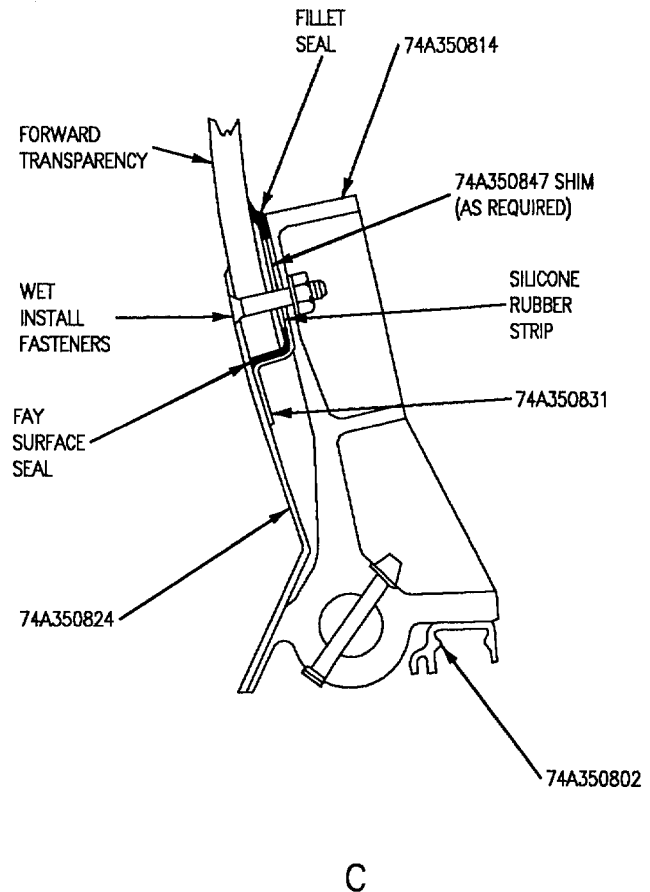 FILLET
SEAL
74A350814
FORWARD
TRANSPARENCY
74A350847 SHIM
(AS REQUIRED)
WET
INSTALL
FASTENERS
SILICONE
RUBBER
STRIP
74A350831
FAY
SURFACE
SEAL
74A350824
74A350802
C